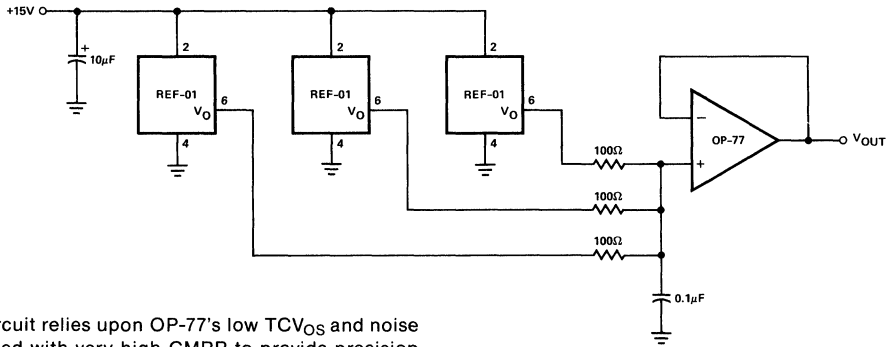 +15V
+
10µF
2
REF-01
VO
6
4
2
REF-01
VO
6
4
2
REF-01
VO
6
4
100Ω
100Ω
100Ω
0.1µF
−
+
OP-77
VOUT
rcuit relies upon OP-77's low TCVOS and noise
ed with very high CMRR to provide precision